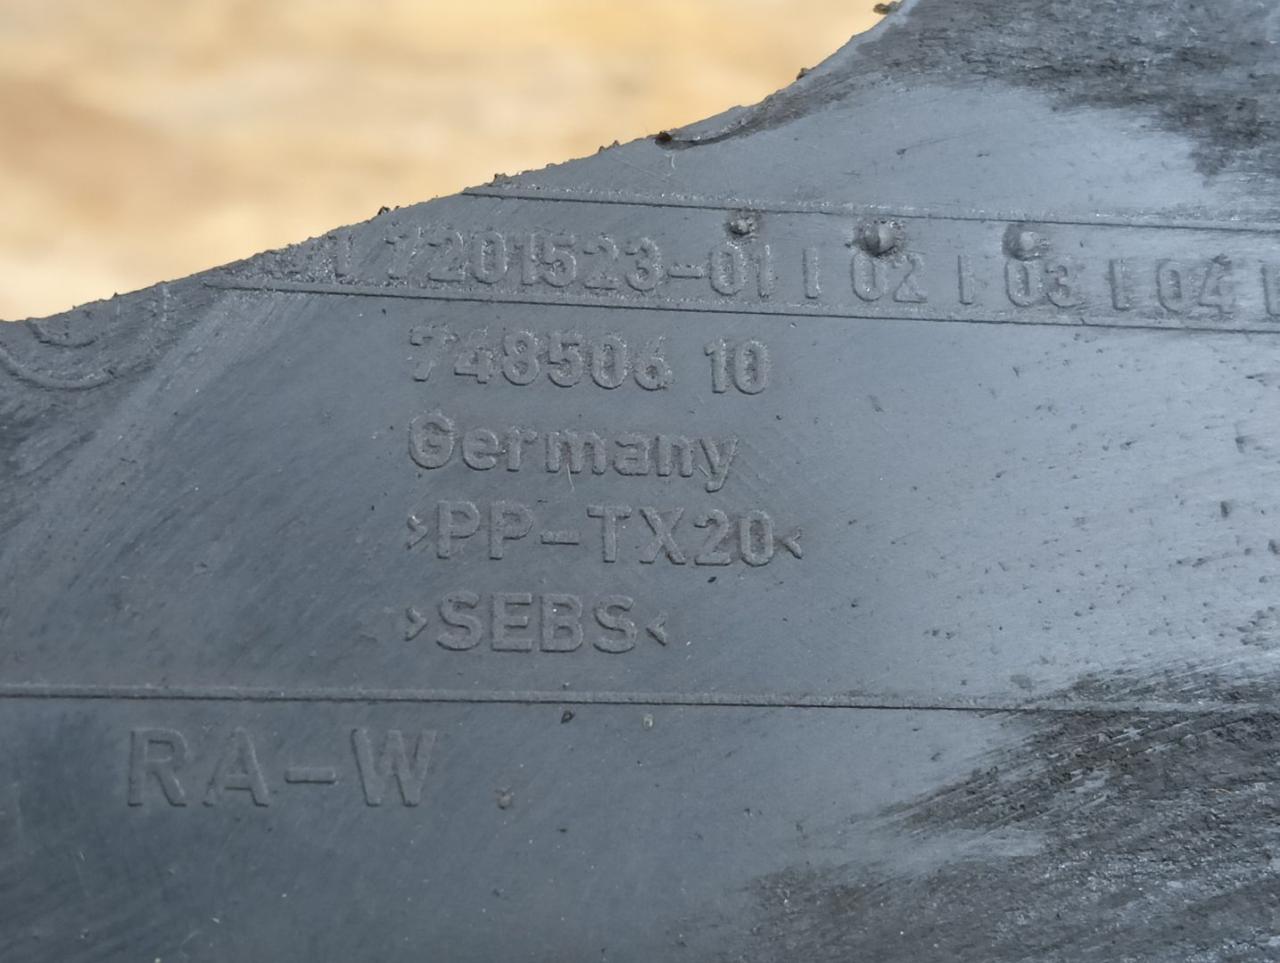 7201523-01 | 02 | 03 | 04 |
748506 10
Germany
>PP-TX20<
>SEBS<
RA-W